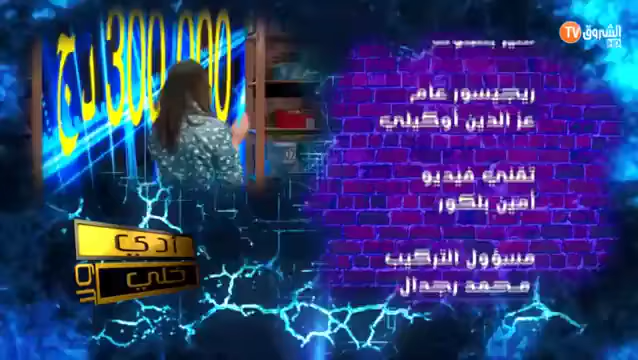 الشروق TV
300.000 دج
ريجيسور عام
عز الدين أوكيلي
تقني فيديو
أمين بلكور
مسؤول التركيب
محمد رجدال
أدي
خلي